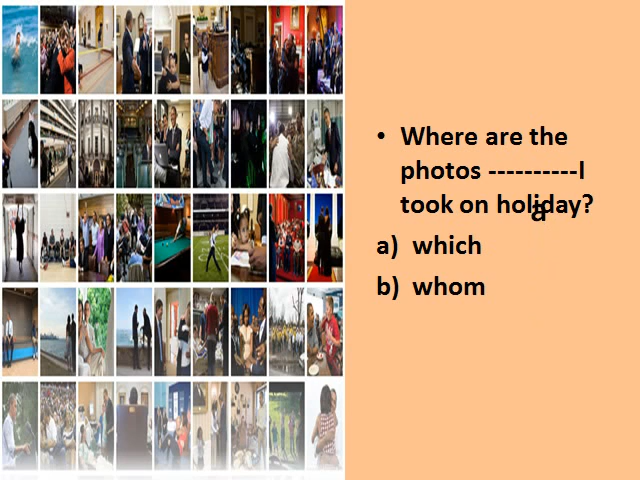 • Where are the
photos ----------I
took on holiday?
a
a) which
b) whom